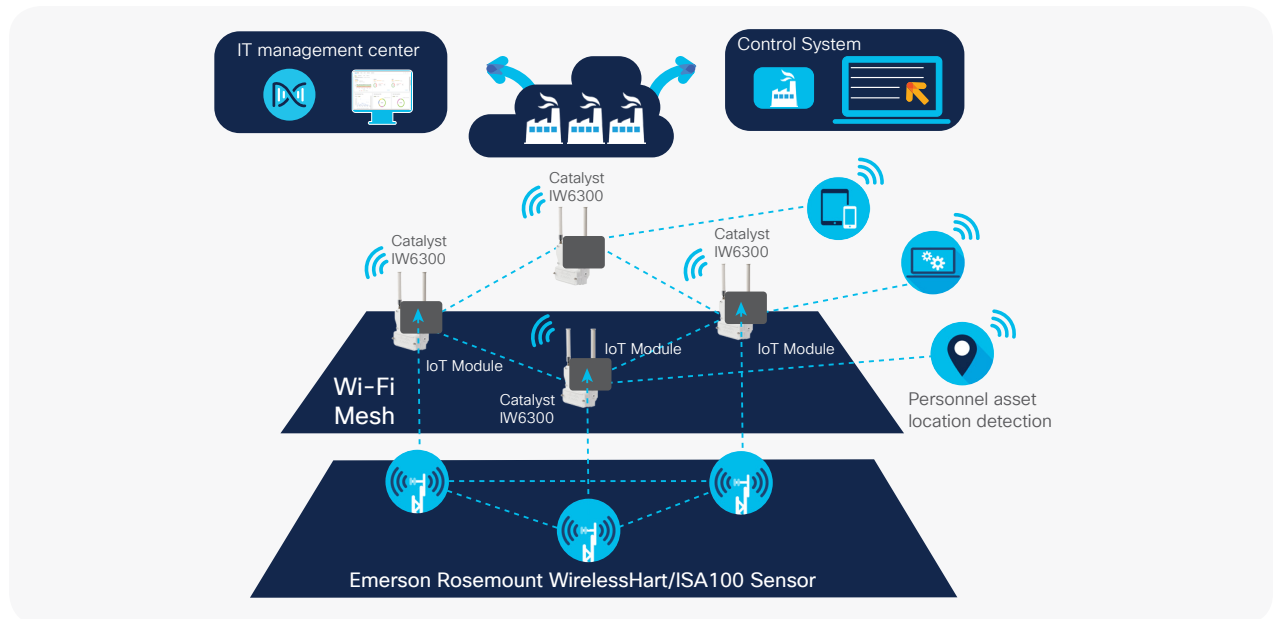 IT management center
Control System
Catalyst
IW6300
Catalyst
IW6300
Catalyst
IW6300
IoT Module
IoT Module
IoT Module
Wi-Fi
Mesh
Catalyst
IW6300
Personnel asset
location detection
Emerson Rosemount WirelessHart/ISA100 Sensor